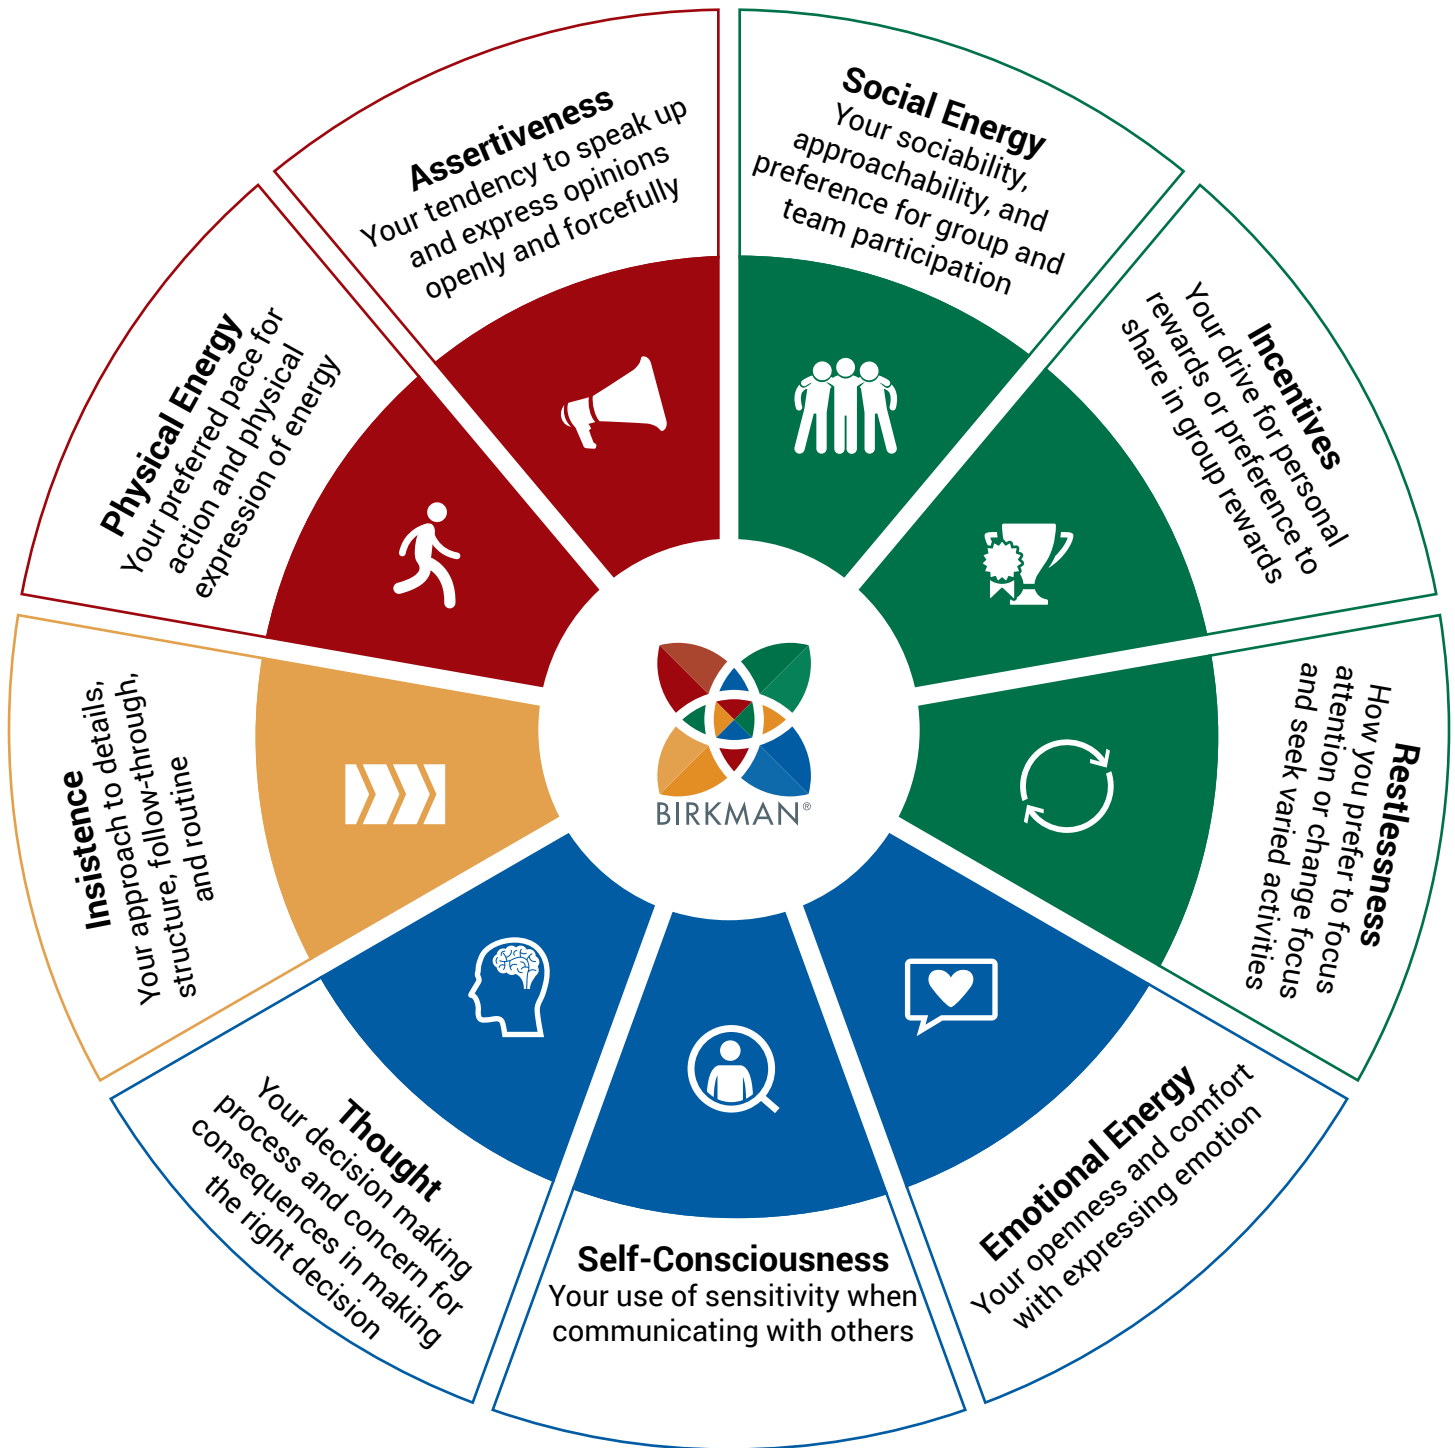 Social Energy
Your sociability,
approachability, and
preference for group and
team participation
Incentives
Your drive for personal
rewards or preference to
share in group rewards
Restlessness
How you prefer to focus
attention or change focus
and seek varied activities
Emotional Energy
Your openness and comfort
with expressing emotion
Self-Consciousness
Your use of sensitivity when
communicating with others
Thought
Your decision making
process and concern for
consequences in making
the right decision
Insistence
Your approach to details,
structure, follow-through,
and routine
Physical Energy
Your preferred pace for
action and physical
expression of energy
Assertiveness
Your tendency to speak up
and express opinions
openly and forcefully
BIRKMAN®